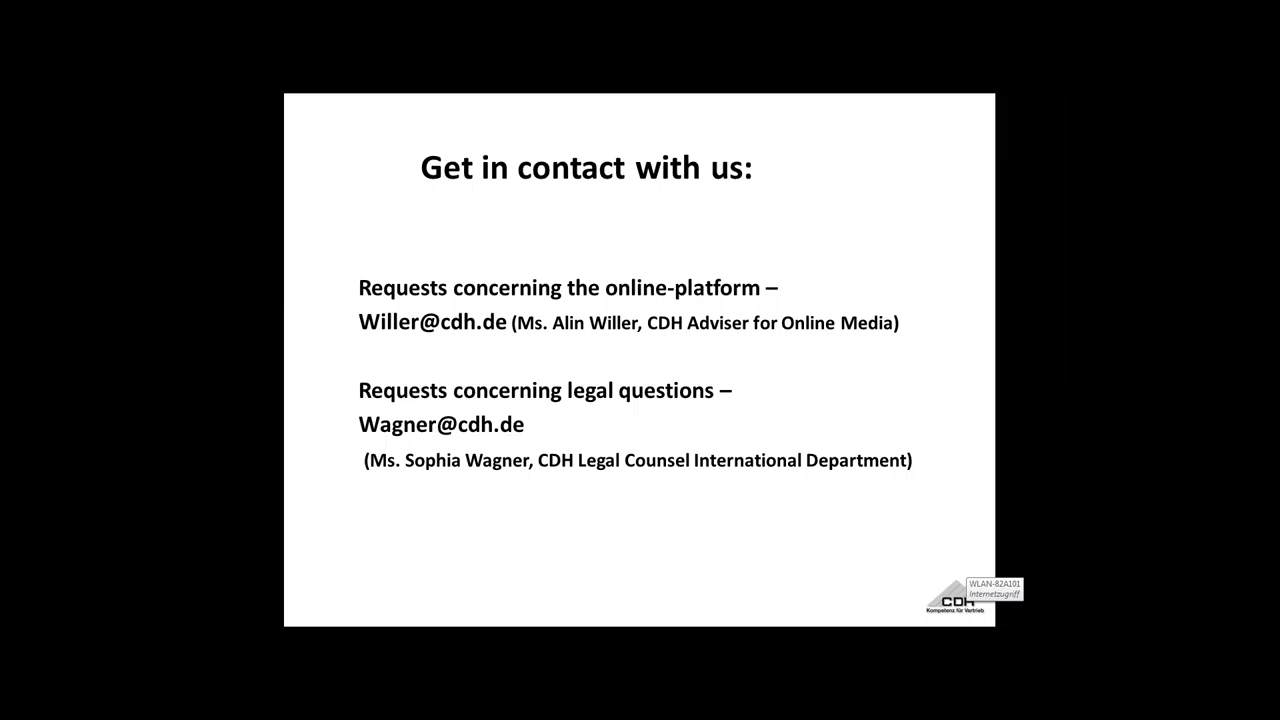 Get in contact with us:
Requests concerning the online-platform –
Willer@cdh.de (Ms. Alin Willer, CDH Adviser for Online Media)
Requests concerning legal questions –
Wagner@cdh.de
(Ms. Sophia Wagner, CDH Legal Counsel International Department)
WLAN-82A101
Internetzugriff
CDH
Kompetenz für Vertrieb